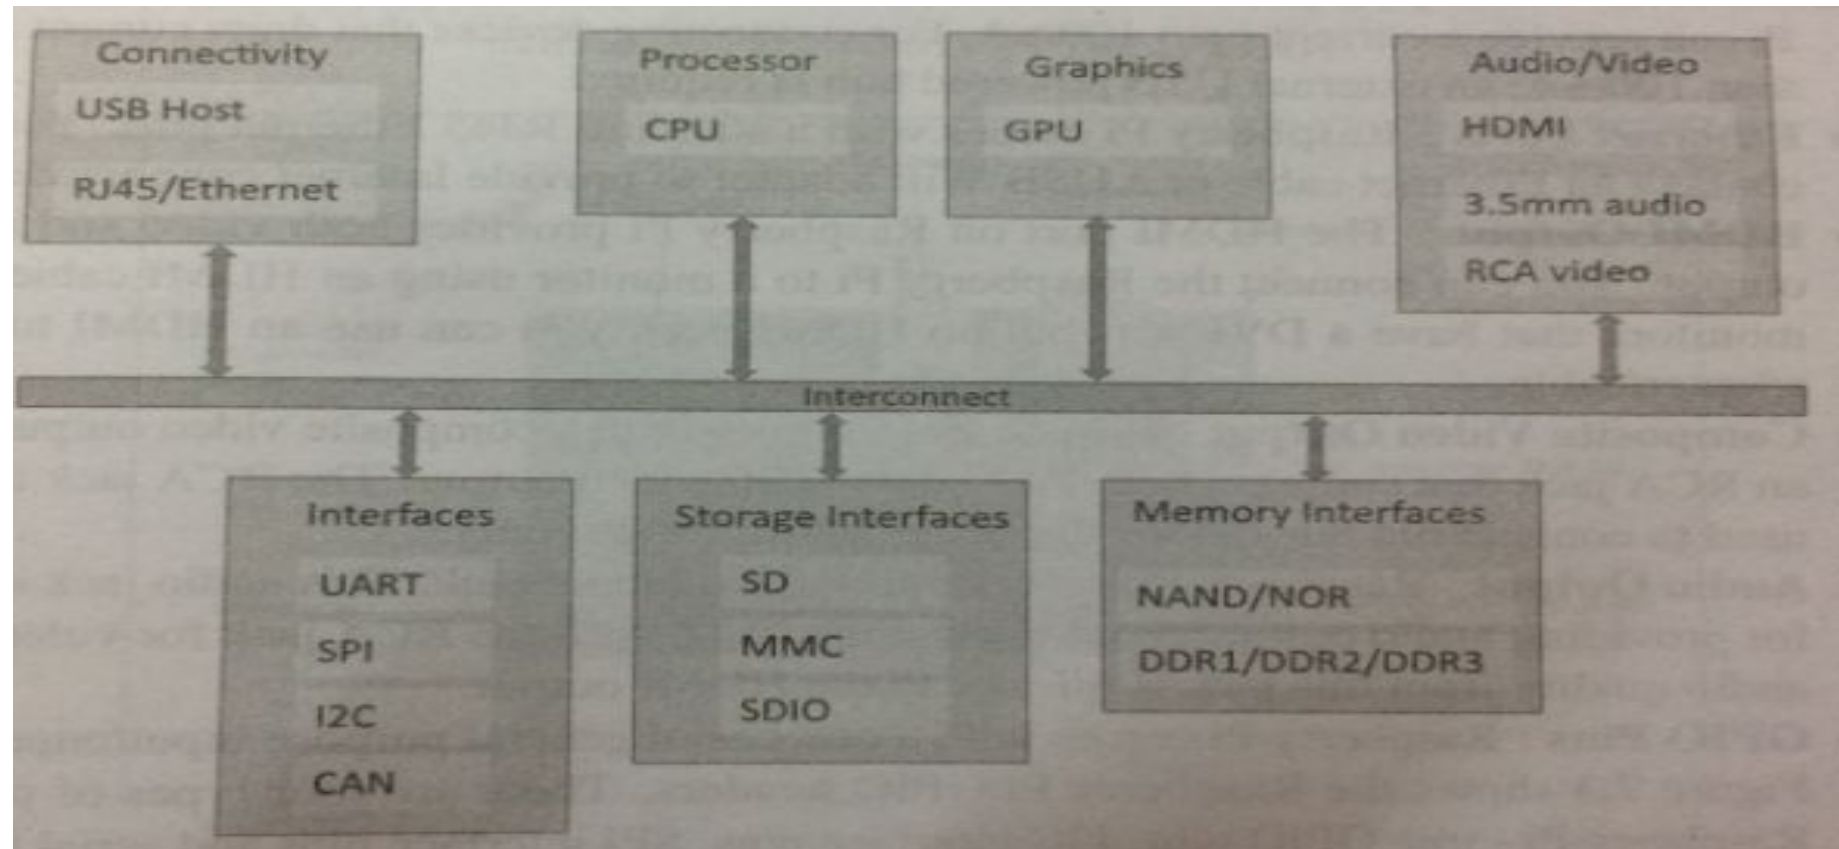 Connectivity
USB Host
RJ45/Ethernet
Processor
CPU
Graphics
GPU
Audio/Video
HDMI
3.5mm audio
RCA video
Interconnect
Interfaces
UART
SPI
I2C
CAN
Storage Interfaces
SD
MMC
SDIO
Memory Interfaces
NAND/NOR
DDR1/DDR2/DDR3